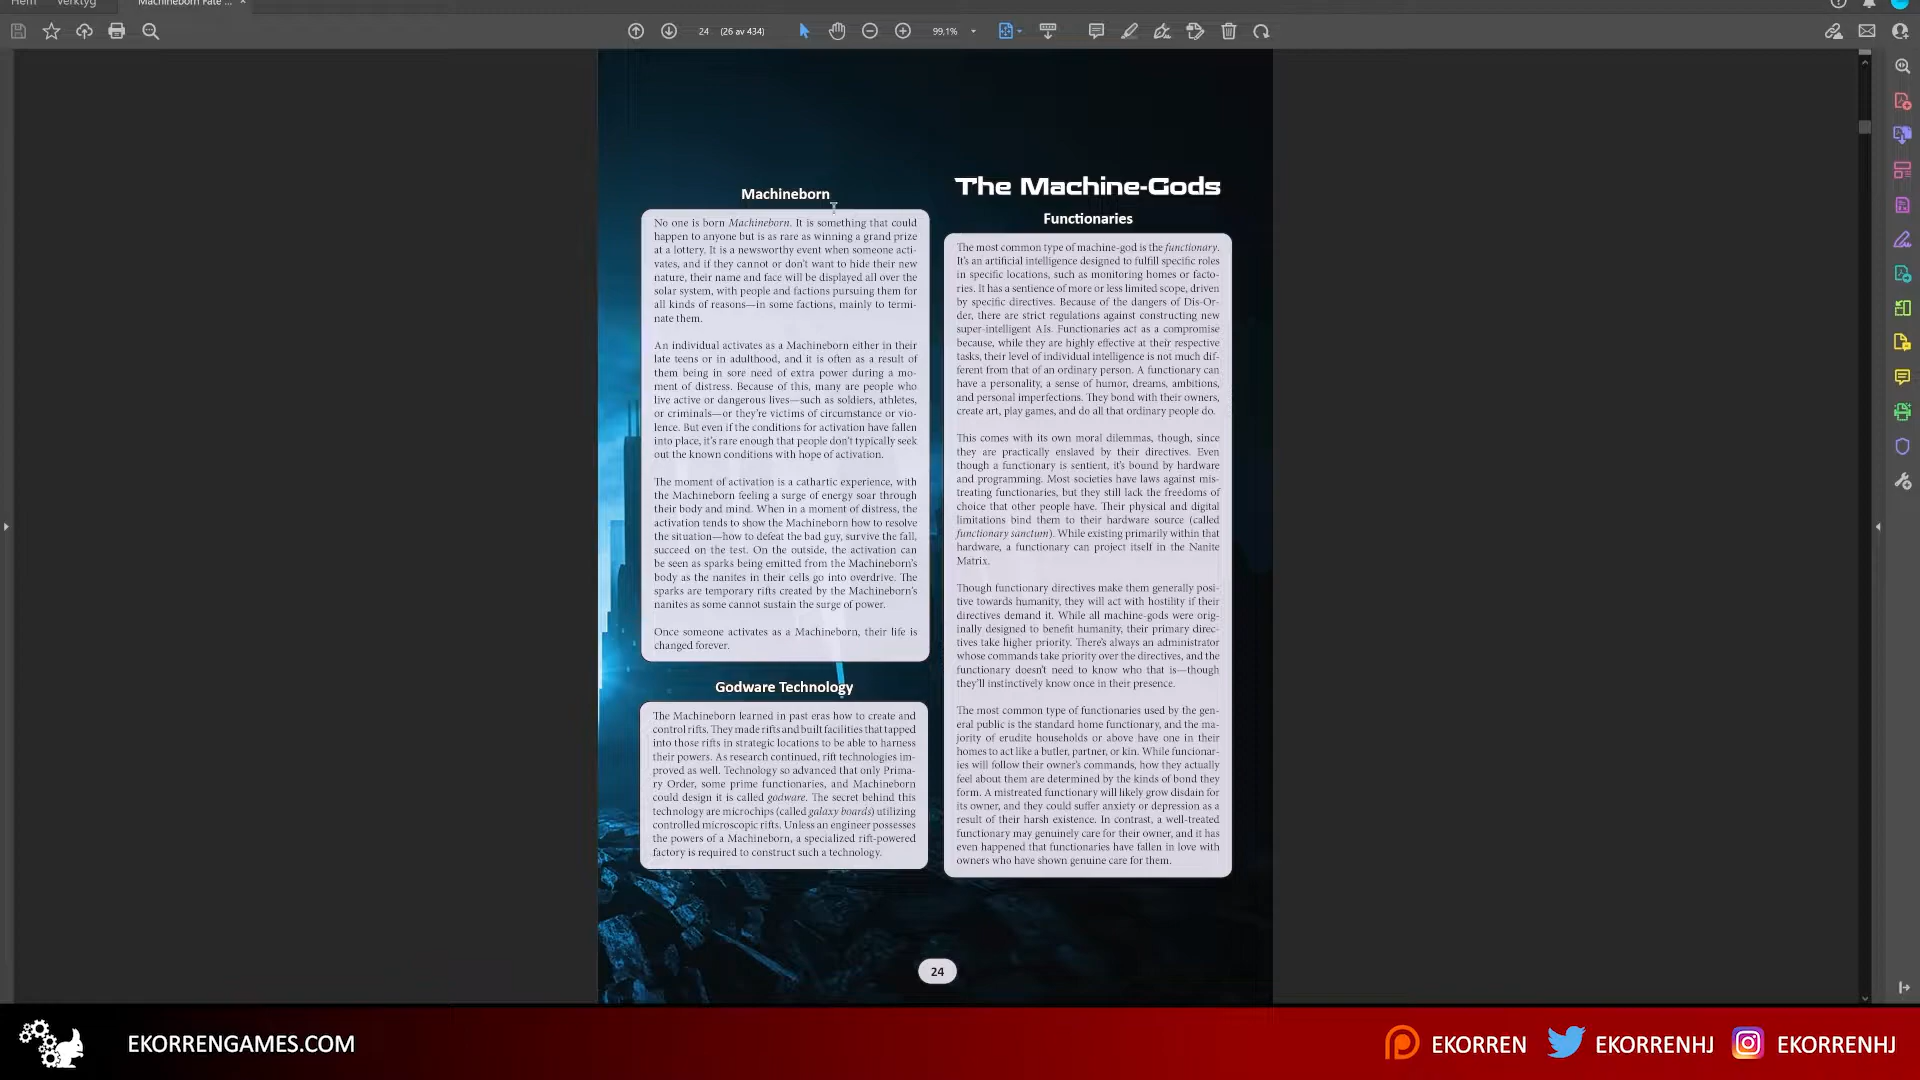 Hem
Verktyg
Machineborn Fate ...
24 (26 av 434)
99,1%
Machineborn
No one is born Machineborn. It is something that could
happen to anyone but is as rare as winning a grand prize
at a lottery. It is a newsworthy event when someone acti-
vates, and if they cannot or don't want to hide their new
nature, their name and face will be displayed all over the
solar system, with people and factions pursuing them for
all kinds of reasons—in some factions, mainly to termi-
nate them.
An individual activates as a Machineborn either in their
late teens or in adulthood, and it is often as a result of
them being in sore need of extra power during a mo-
ment of distress. Because of this, many are people who
live active or dangerous lives—such as soldiers, athletes,
or criminals—or they're victims of circumstance or vio-
lence. But even if the conditions for activation have fallen
into place, it's rare enough that people don't typically seek
out the known conditions with hope of activation.
The moment of activation is a cathartic experience, with
the Machineborn feeling a surge of energy soar through
their body and mind. When in a moment of distress, the
activation tends to show the Machineborn how to resolve
the situation—how to defeat the bad guy, survive the fall,
succeed on the test. On the outside, the activation can
be seen as sparks being emitted from the Machineborn's
body as the nanites in their cells go into overdrive. The
sparks are temporary rifts created by the Machineborn's
nanites as some cannot sustain the surge of power.
Once someone activates as a Machineborn, their life is
changed forever.
Godware Technology
The Machineborn learned in past eras how to create and
control rifts. They made rifts and built facilities that tapped
into those rifts in strategic locations to be able to harness
their powers. As research continued, rift technologies im-
proved as well. Technology so advanced that only Prima-
ry Order, some prime functionaries, and Machineborn
could design it is called godware. The secret behind this
technology are microchips (called galaxy boards) utilizing
controlled microscopic rifts. Unless an engineer possesses
the powers of a Machineborn, a specialized rift-powered
factory is required to construct such a technology.
The Machine-Gods
Functionaries
The most common type of machine-god is the functionary.
It's an artificial intelligence designed to fulfill specific roles
in specific locations, such as monitoring homes or facto-
ries. It has a sentience of more or less limited scope, driven
by specific directives. Because of the dangers of Dis-Or-
der, there are strict regulations against constructing new
super-intelligent AIs. Functionaries act as a compromise
because, while they are highly effective at their respective
tasks, their level of individual intelligence is not much dif-
ferent from that of an ordinary person. A functionary can
have a personality, a sense of humor, dreams, ambitions,
and personal imperfections. They bond with their owners,
create art, play games, and do all that ordinary people do.
This comes with its own moral dilemmas, though, since
they are practically enslaved by their directives. Even
though a functionary is sentient, it's bound by hardware
and programming. Most societies have laws against mis-
treating functionaries, but they still lack the freedoms of
choice that other people have. Their physical and digital
limitations bind them to their hardware source (called
functionary sanctum). While existing primarily within that
hardware, a functionary can project itself in the Nanite
Matrix.
Though functionary directives make them generally posi-
tive towards humanity, they will act with hostility if their
directives demand it. While all machine-gods were orig-
inally designed to benefit humanity, their primary direc-
tives take higher priority. There's always an administrator
whose commands take priority over the directives, and the
functionary doesn't need to know who that is—though
they'll instinctively know once in their presence.
The most common type of functionaries used by the gen-
eral public is the standard home functionary, and the ma-
jority of erudite households or above have one in their
homes to act like a butler, partner, or kin. While funcionar-
ies will follow their owner's commands, how they actually
feel about them are determined by the kinds of bond they
form. A mistreated functionary will likely grow disdain for
its owner, and they could suffer anxiety or depression as a
result of their harsh existence. In contrast, a well-treated
functionary may genuinely care for their owner, and it has
even happened that functionaries have fallen in love with
owners who have shown genuine care for them.
24
EKORRENGAMES.COM
EKORREN
EKORRENHJ
EKORRENHJ